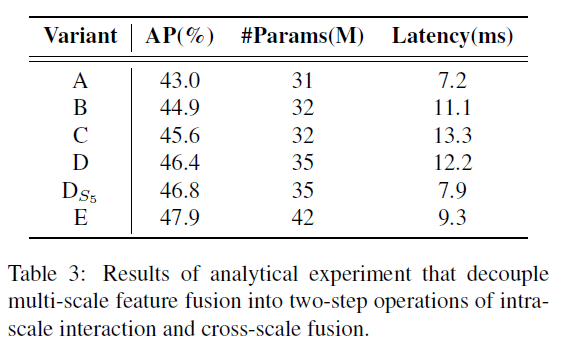 Variant AP(%) #Params(M) Latency(ms)
A 43.0 31 7.2
B 44.9 32 11.1
C 45.6 32 13.3
D 46.4 35 12.2
DS5 46.8 35 7.9
E 47.9 42 9.3
Table 3: Results of analytical experiment that decouple
multi-scale feature fusion into two-step operations of intra-
scale interaction and cross-scale fusion.